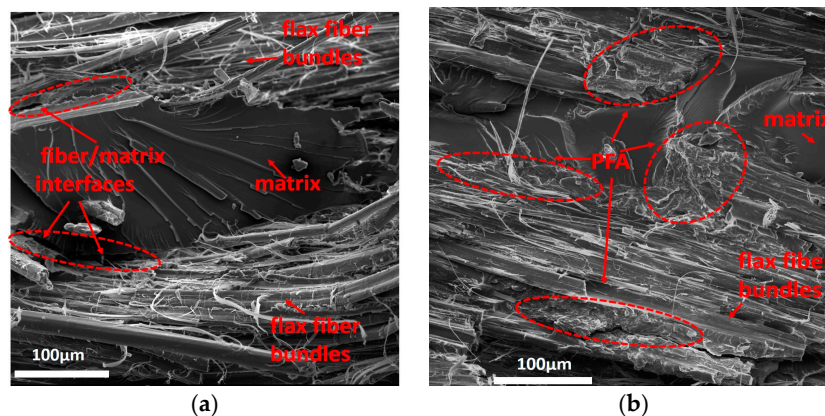 flax fiber
bundles
fiber/matrix
interfaces
matrix
flax fiber
bundles
100μm
(a)
PFA
matrix
flax fiber
bundles
100μm
(b)